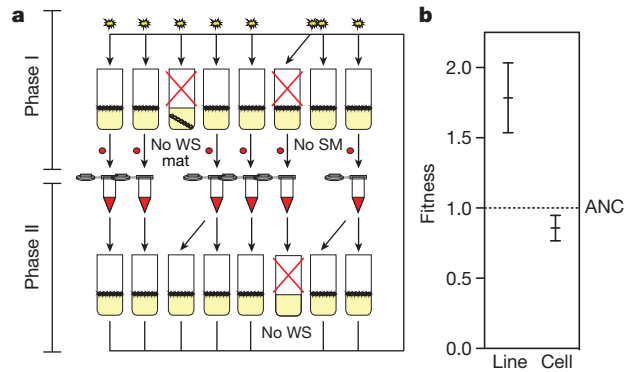 a
Phase I
No WS
mat
No SM
Phase II
No WS
b
Fitness
2.0
1.5
1.0
0.5
0.0
ANC
Line
Cell